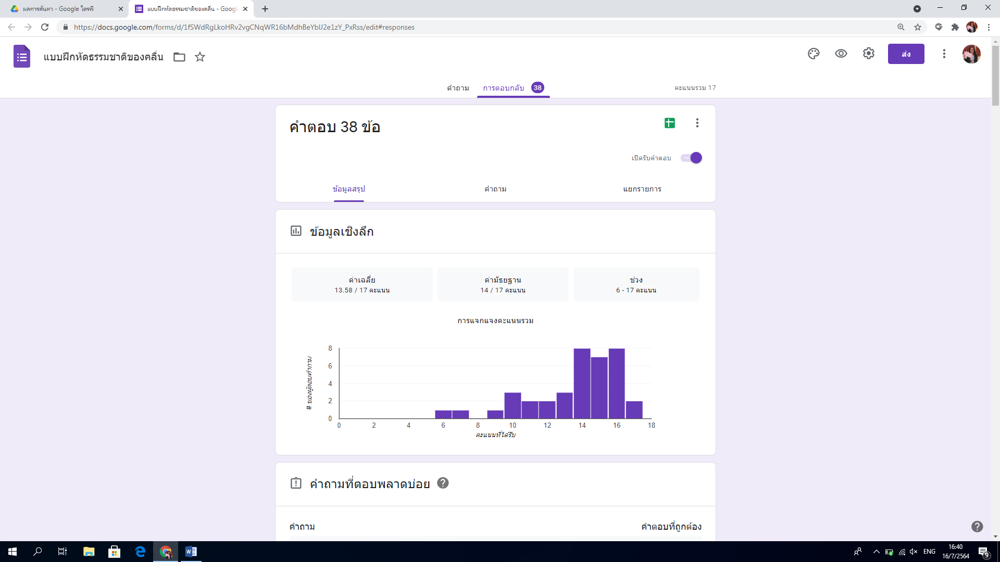 ผลการค้นหา - Google ไดรฟ์
แบบฝึกหัดธรรมชาติของคลื่น - Googl
https://docs.google.com/forms/d/1fSWdRgLkoHRv2vgCNqWR16bMdhBeYblJ2e1zY_PxRss/edit#responses
แบบฝึกหัดธรรมชาติของคลื่น
ส่ง
คำถาม การตอบกลับ 38
คะแนนรวม 17
คำตอบ 38 ข้อ
เปิดรับคำตอบ
ข้อมูลสรุป คำถาม แยกรายการ
ข้อมูลเชิงลึก
ค่าเฉลี่ย ค่ามัธยฐาน ช่วง
13.58 / 17 คะแนน 14 / 17 คะแนน 6 - 17 คะแนน
การแจกแจงคะแนนรวม
# ของผู้ตอบคำถาม
8
6
4
2
0
0 2 4 6 8 10 12 14 16 18
คะแนนที่ได้รับ
คำถามที่ตอบพลาดบ่อย
คำถาม คำตอบที่ถูกต้อง
ENG
16:40
16/7/2564
9